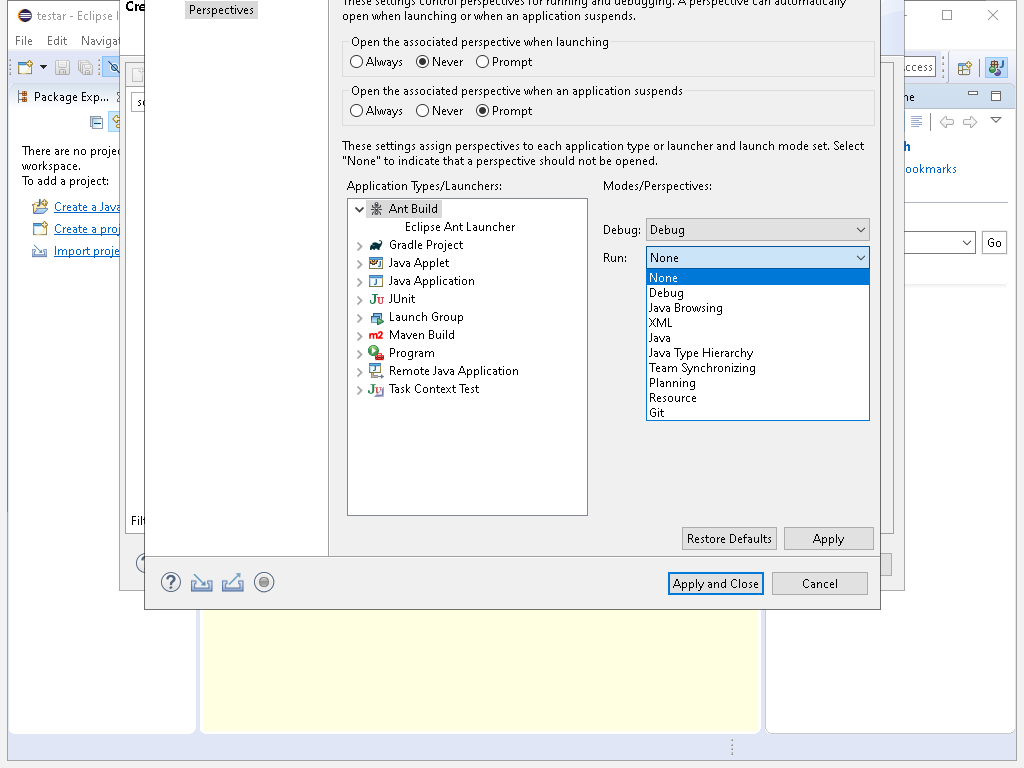 testar - Eclipse I
Cre
Perspectives
These settings control perspectives for running and debugging. A perspective can automatically
open when launching or when an application suspends.
File Edit Navigat
Open the associated perspective when launching
Always Never Prompt
Open the associated perspective when an application suspends
Always Never Prompt
ccess
Package Exp...
ne
These settings assign perspectives to each application type or launcher and launch mode set. Select
"None" to indicate that a perspective should not be opened.
There are no proje
workspace.
To add a project:
Create a Java
Create a proj
Import proje
h
ookmarks
Go
Application Types/Launchers:
Modes/Perspectives:
Ant Build
Eclipse Ant Launcher
Gradle Project
Java Applet
Java Application
JUnit
Launch Group
Maven Build
Program
Remote Java Application
Task Context Test
Debug: Debug
Run: None
None
Debug
Java Browsing
XML
Java
Java Type Hierarchy
Team Synchronizing
Planning
Resource
Git
Filt
Restore Defaults Apply
Apply and Close Cancel